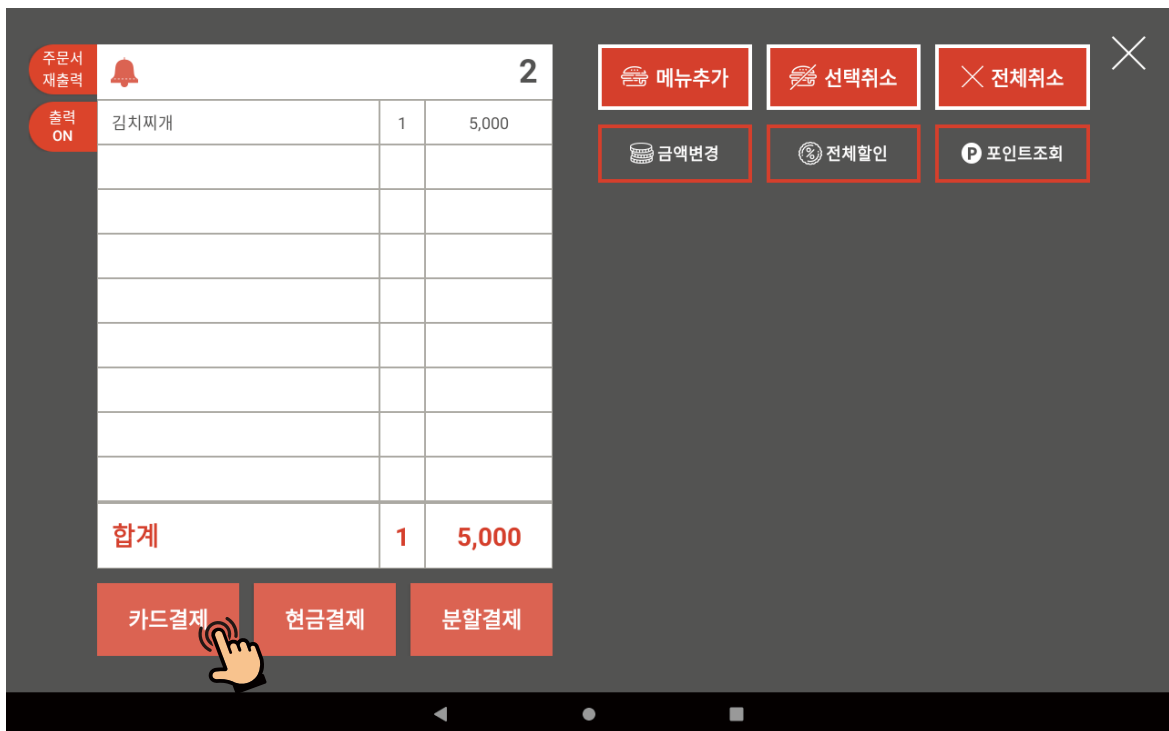 주문서
재출력
2
출력
ON
김치찌개 1 5,000
합계 1 5,000
카드결제 현금결제 분할결제
메뉴추가 선택취소 전체취소
금액변경 전체할인 P 포인트조회